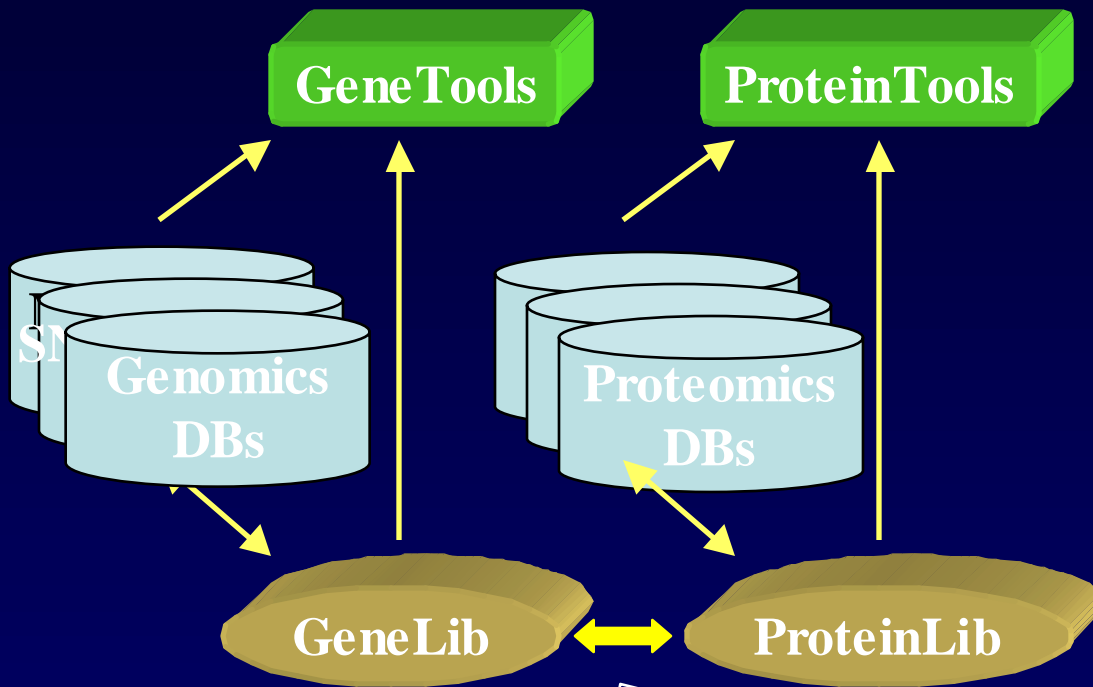 GeneTools
ProteinTools
Genomics
DBs
Proteomics
DBs
GeneLib
ProteinLib